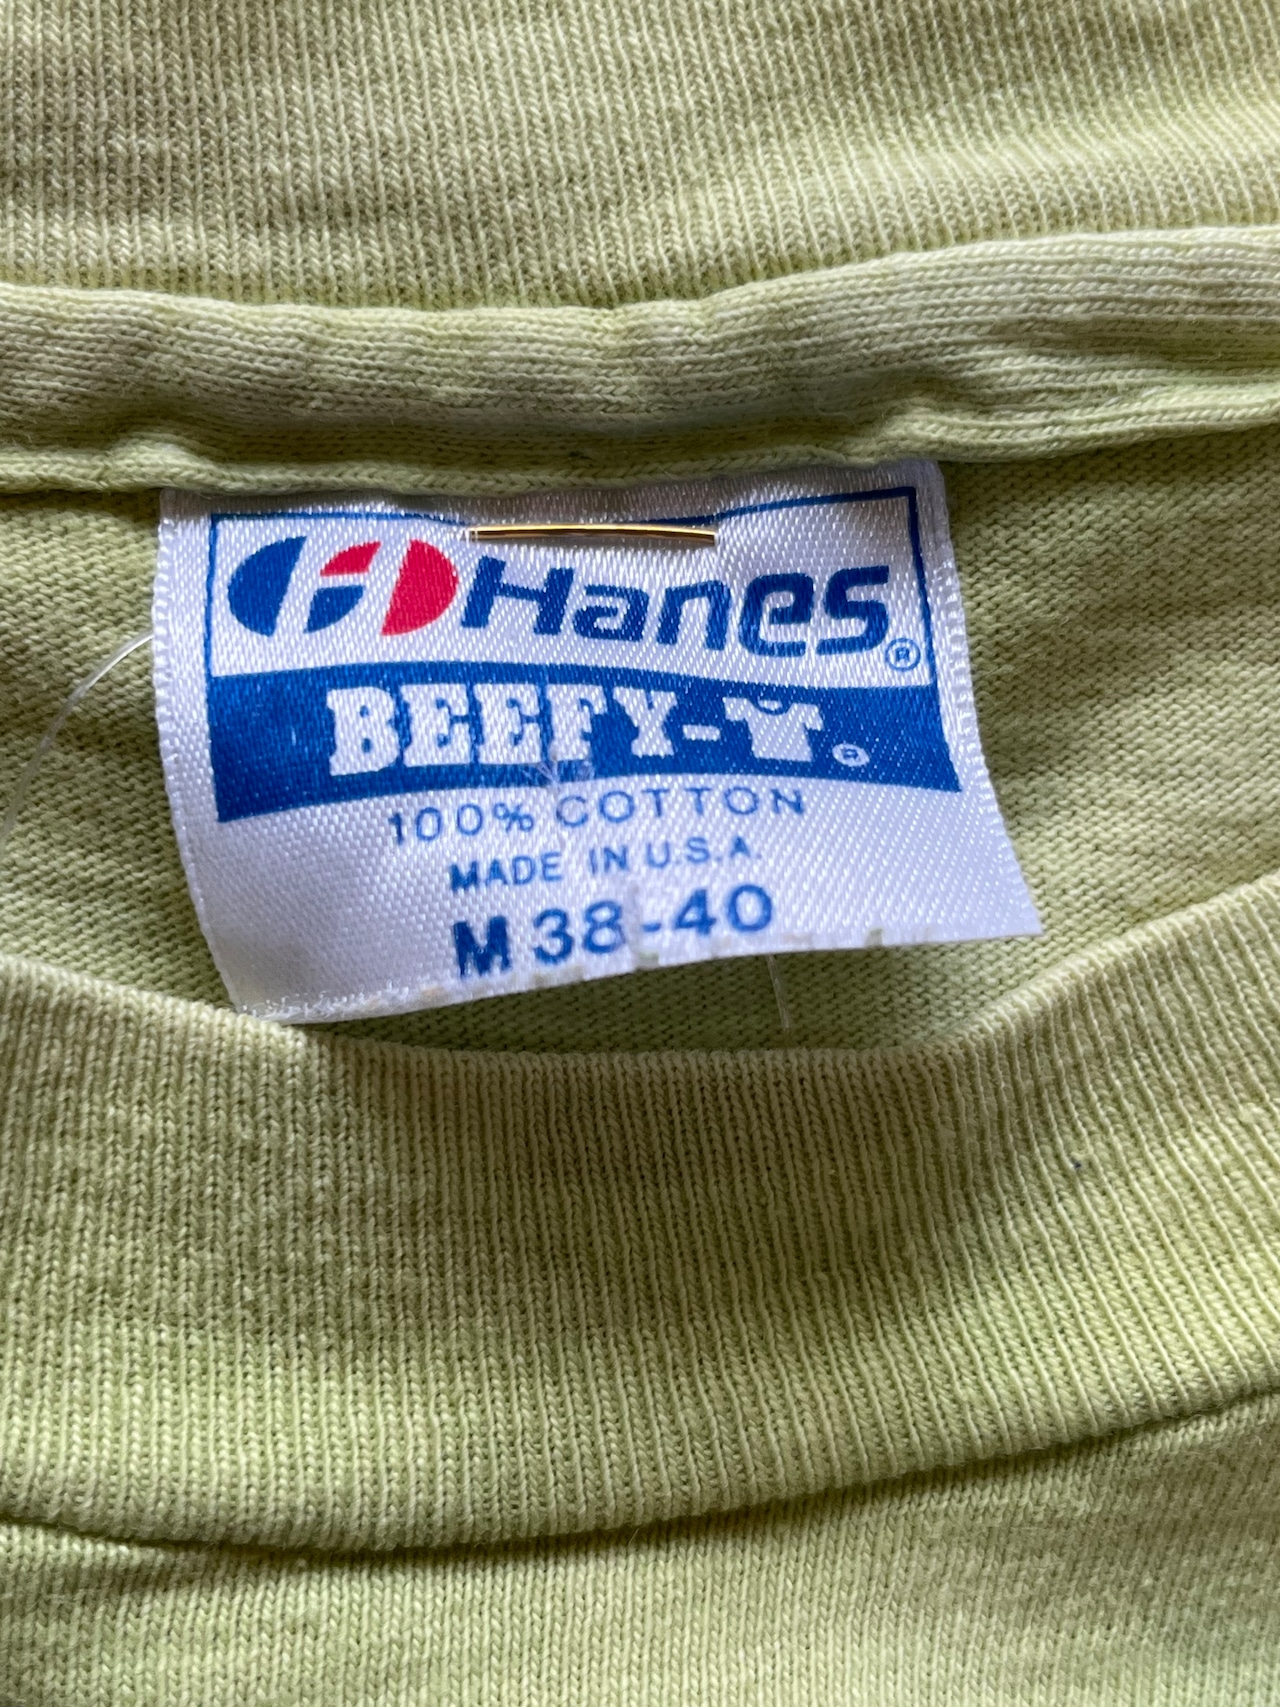 Hanes®
BEEFY-T®
100% COTTON
MADE IN U.S.A.
M 38-40